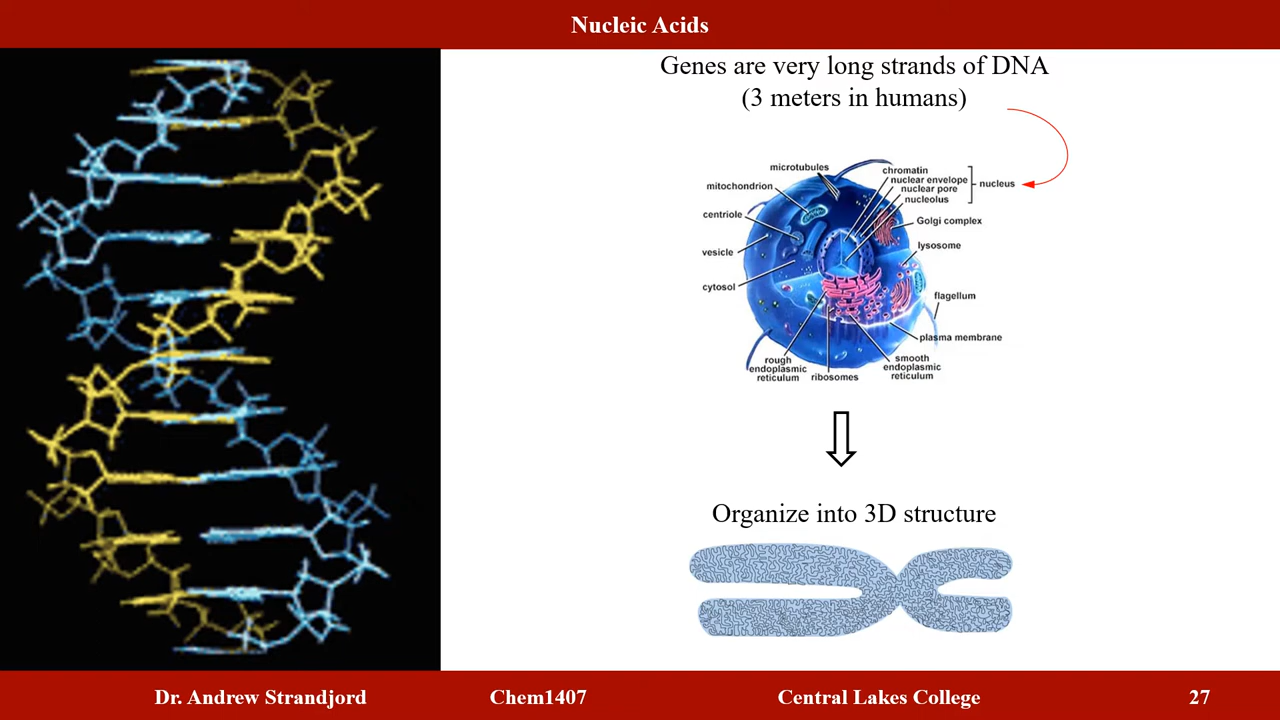 Nucleic Acids
Genes are very long strands of DNA
(3 meters in humans)
microtubules
mitochondrion
centriole
vesicle
cytosol
chromatin
nuclear envelope
nuclear pore
nucleolus
nucleus
Golgi complex
lysosome
flagellum
plasma membrane
rough
endoplasmic
reticulum
ribosomes
smooth
endoplasmic
reticulum
Organize into 3D structure
Dr. Andrew Strandjord Chem1407 Central Lakes College 27